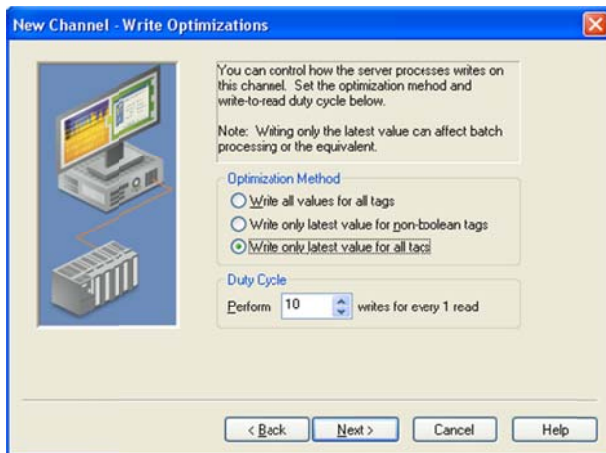 New Channel - Write Optimizations
You can control how the server processes writes on
this channel. Set the optimization mehod and
write-to-read duty cycle below.
Note: Writing only the latest value can affect batch
processing or the equivalent.
Optimization Method
Write all values for all tags
Write only latest value for non-boolean tags
Write only latest value for all tags
Duty Cycle
Perform 10 writes for every 1 read
< Back Next > Cancel Help